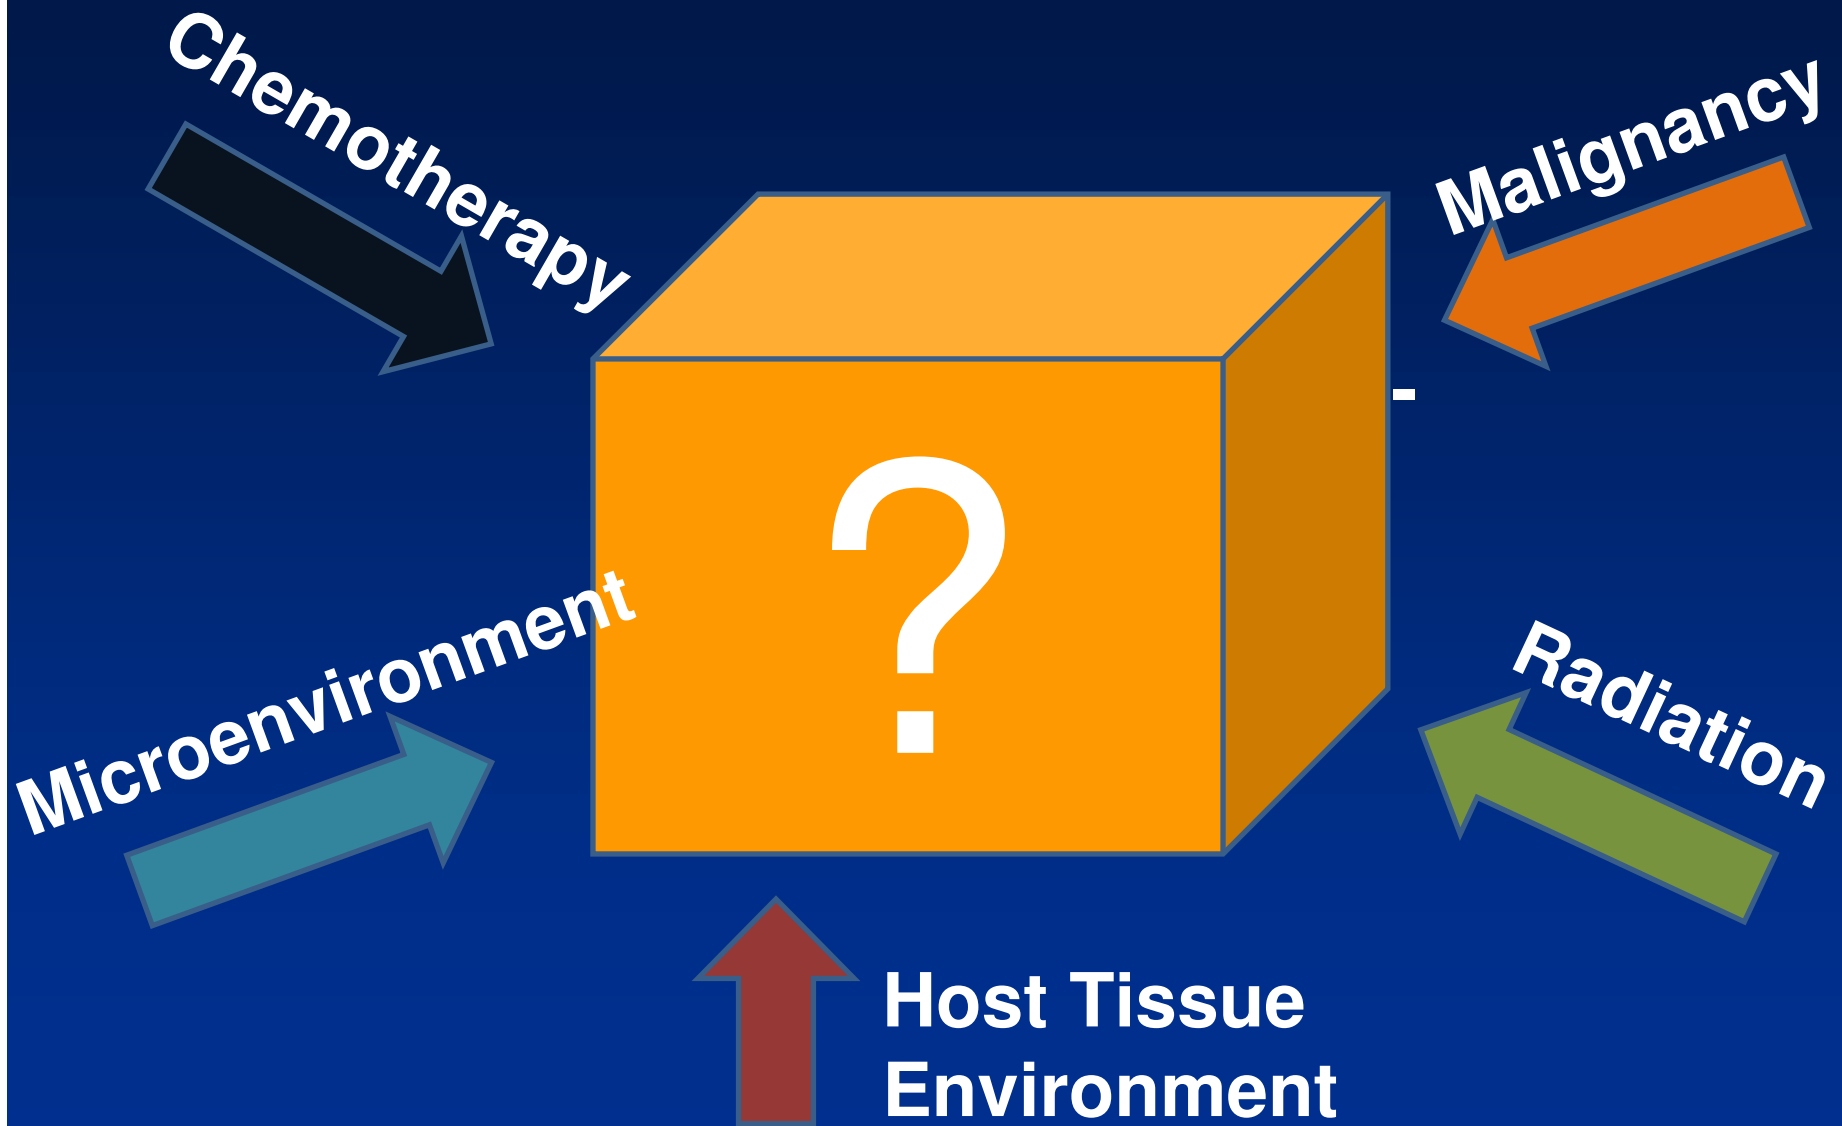 Chemotherapy
Malignancy
-
?
Microenvironment
Radiation
Host Tissue
Environment